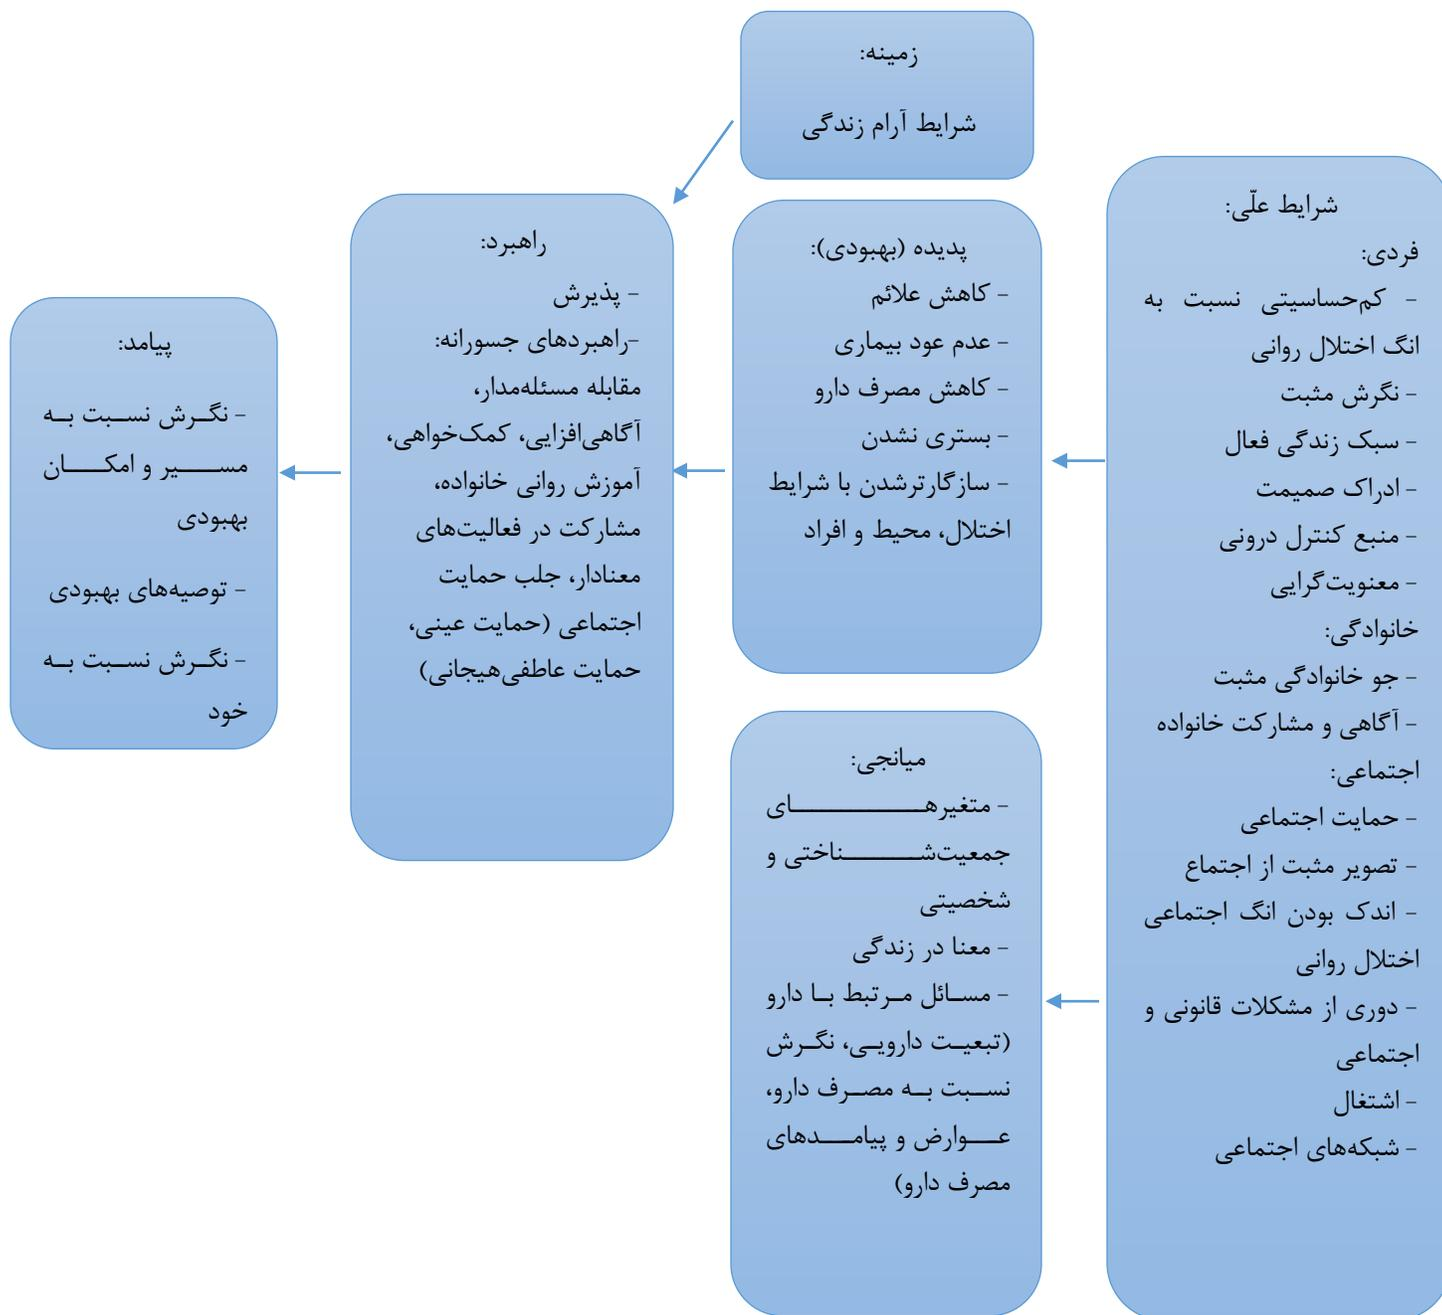 زمینه:
شرایط آرام زندگی
شرایط علّی:
فردی:
- کم‌حساسیتی نسبت به
انگ اختلال روانی
- نگرش مثبت
- سبک زندگی فعال
- ادراک صمیمت
- منبع کنترل درونی
- معنویت‌گرایی
خانوادگی:
- جو خانوادگی مثبت
- آگاهی و مشارکت خانواده
اجتماعی:
- حمایت اجتماعی
- تصویر مثبت از اجتماع
- اندک بودن انگ اجتماعی
اختلال روانی
- دوری از مشکلات قانونی و
اجتماعی
- اشتغال
- شبکه‌های اجتماعی
پدیده (بهبودی):
- کاهش علائم
- عدم عود بیماری
- کاهش مصرف دارو
- بستری نشدن
- سازگارترشدن با شرایط
اختلال، محیط و افراد
میانجی:
- متغیرهای
جمعیت‌شناختی و
شخصیتی
- معنا در زندگی
- مسائل مرتبط با دارو
(تبعیت دارویی، نگرش
نسبت به مصرف دارو،
عوارض و پیامدهای
مصرف دارو)
راهبرد:
- پذیرش
-راهبردهای جسورانه:
مقابله مسئله‌مدار،
آگاهی‌افزایی، کمک‌خواهی،
آموزش روانی خانواده،
مشارکت در فعالیت‌های
معنادار، جلب حمایت
اجتماعی (حمایت عینی،
حمایت عاطفی‌هیجانی)
پیامد:
- نگرش نسبت به
مسیر و امکان
بهبودی
- توصیه‌های بهبودی
- نگرش نسبت به
خود